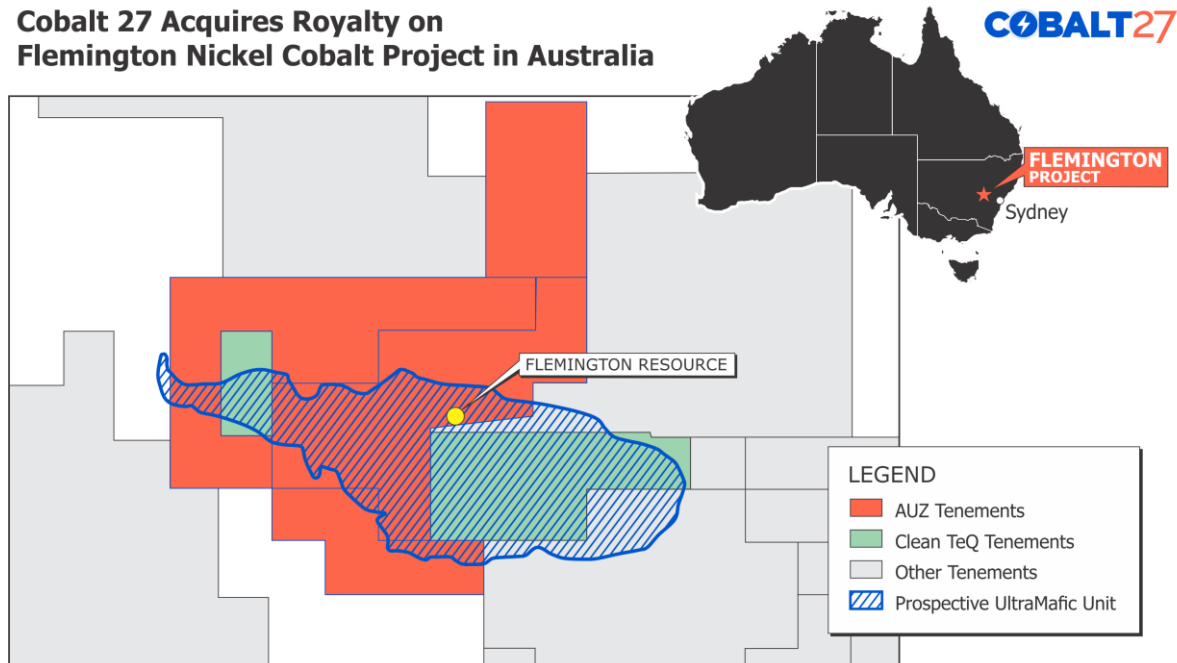 Cobalt 27 Acquires Royalty on
Flemington Nickel Cobalt Project in Australia
COBALT27
FLEMINGTON
PROJECT
Sydney
FLEMINGTON RESOURCE
LEGEND
AUZ Tenements
Clean TeQ Tenements
Other Tenements
Prospective UltraMafic Unit